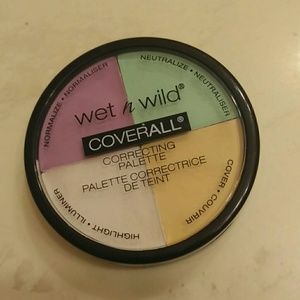 NORMALIZE • NORMALISER
NEUTRALIZE • NEUTRALISER
wet n wild®
COVERALL®
CORRECTING
PALETTE
PALETTE CORRECTRICE
DE TEINT
HIGHLIGHT • ILLUMINER
COVER • COUVRIR